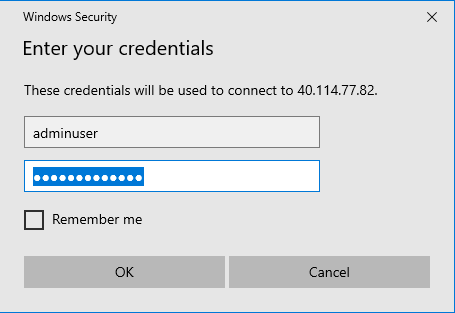 Windows Security
Enter your credentials
These credentials will be used to connect to 40.114.77.82.
adminuser
●●●●●●●●●●●●●
Remember me
OK
Cancel